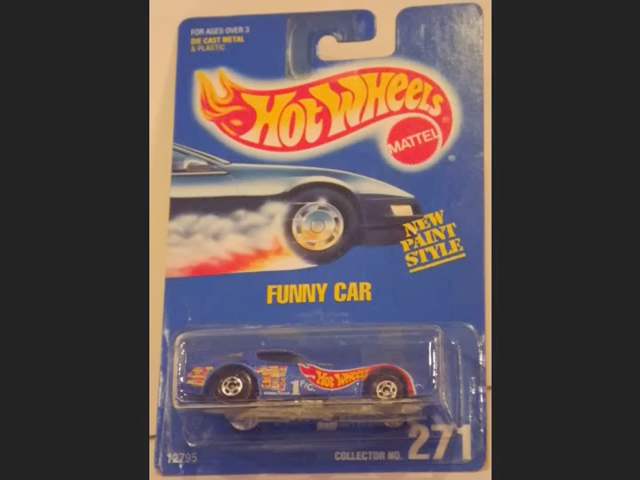 FOR AGES OVER 3
DIE CAST METAL
& PLASTIC
HOT WHEELS
MATTEL
NEW
PAINT
STYLE
FUNNY CAR
HOT WHEELS
1
F/C
12795
COLLECTOR NO. 271